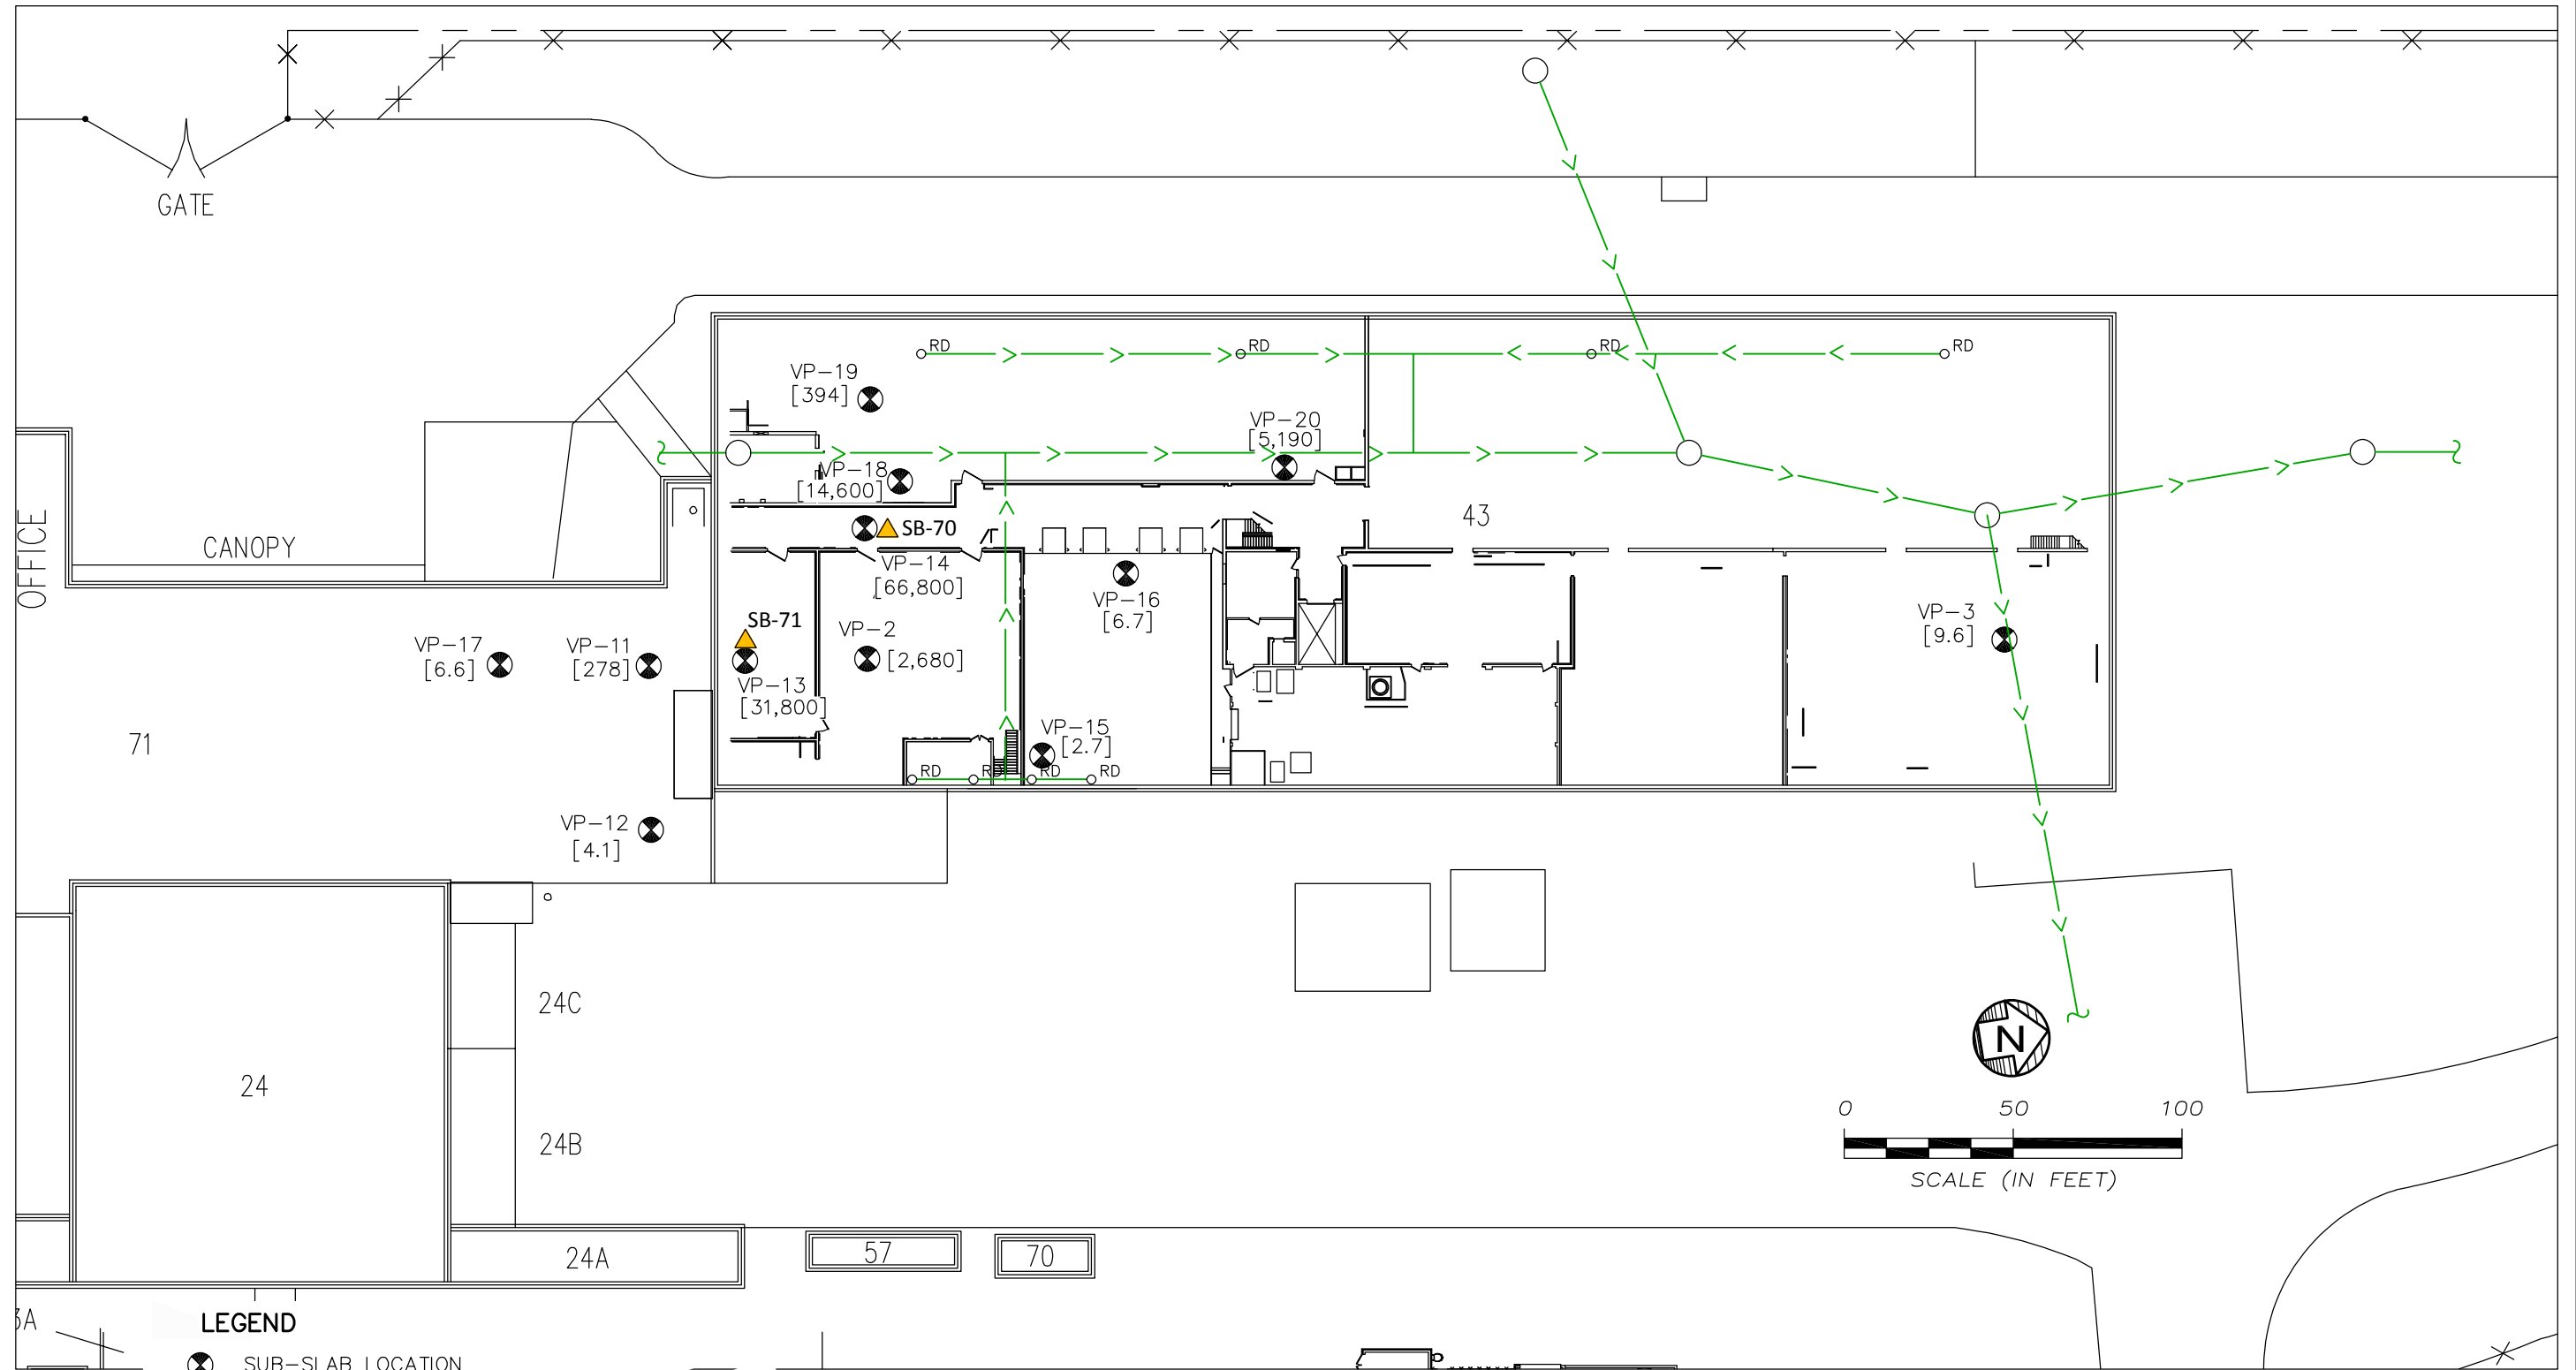 GATE
RD
RD
RD
RD
VP-19
[394]
VP-20
[5,190]
VP-18
[14,600]
43
SB-70
OFFICE
CANOPY
VP-14
[66,800]
VP-16
[6.7]
SB-71
VP-2
[2,680]
VP-3
[9.6]
VP-17
[6.6]
VP-11
[278]
VP-13
[31,800]
71
VP-15
[2.7]
RD
RD
RD
RD
VP-12
[4.1]
24C
N
24
24B
0 50 100
SCALE (IN FEET)
24A
57
70
3A
LEGEND
SUB-SLAB LOCATION